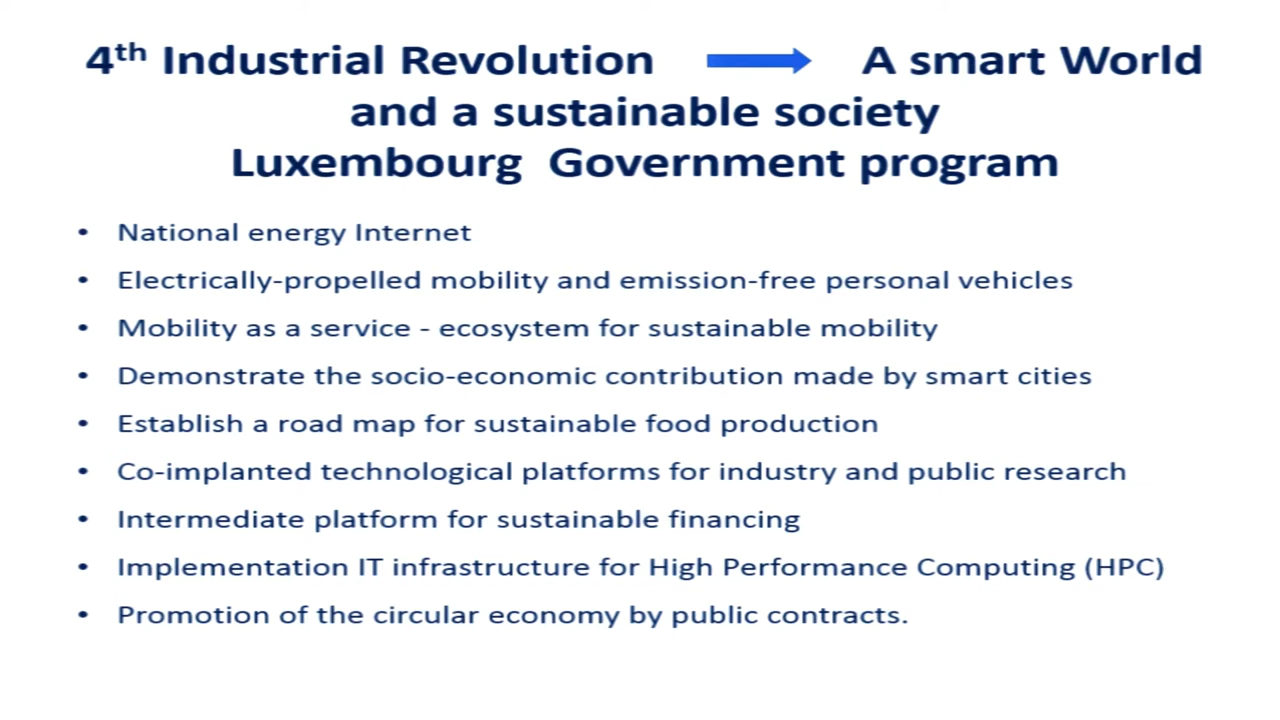 4th Industrial Revolution → A smart World
and a sustainable society
Luxembourg Government program
• National energy Internet
• Electrically-propelled mobility and emission-free personal vehicles
• Mobility as a service - ecosystem for sustainable mobility
• Demonstrate the socio-economic contribution made by smart cities
• Establish a road map for sustainable food production
• Co-implanted technological platforms for industry and public research
• Intermediate platform for sustainable financing
• Implementation IT infrastructure for High Performance Computing (HPC)
• Promotion of the circular economy by public contracts.